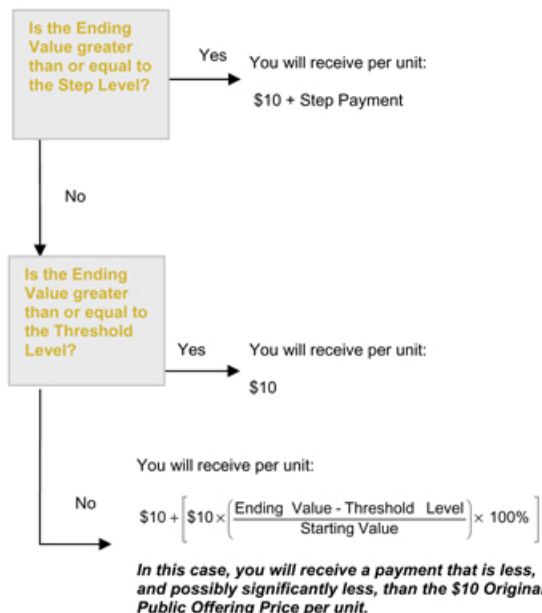 Is the Ending
Value greater
than or equal to
the Step Level?
Yes
You will receive per unit:
$10 + Step Payment
No
Is the Ending
Value greater
than or equal to
the Threshold
Level?
Yes
You will receive per unit:
$10
You will receive per unit:
No
$10 + [$10 × (Ending Value - Threshold Level / Starting Value) × 100%]
In this case, you will receive a payment that is less,
and possibly significantly less, than the $10 Original
Public Offering Price per unit.